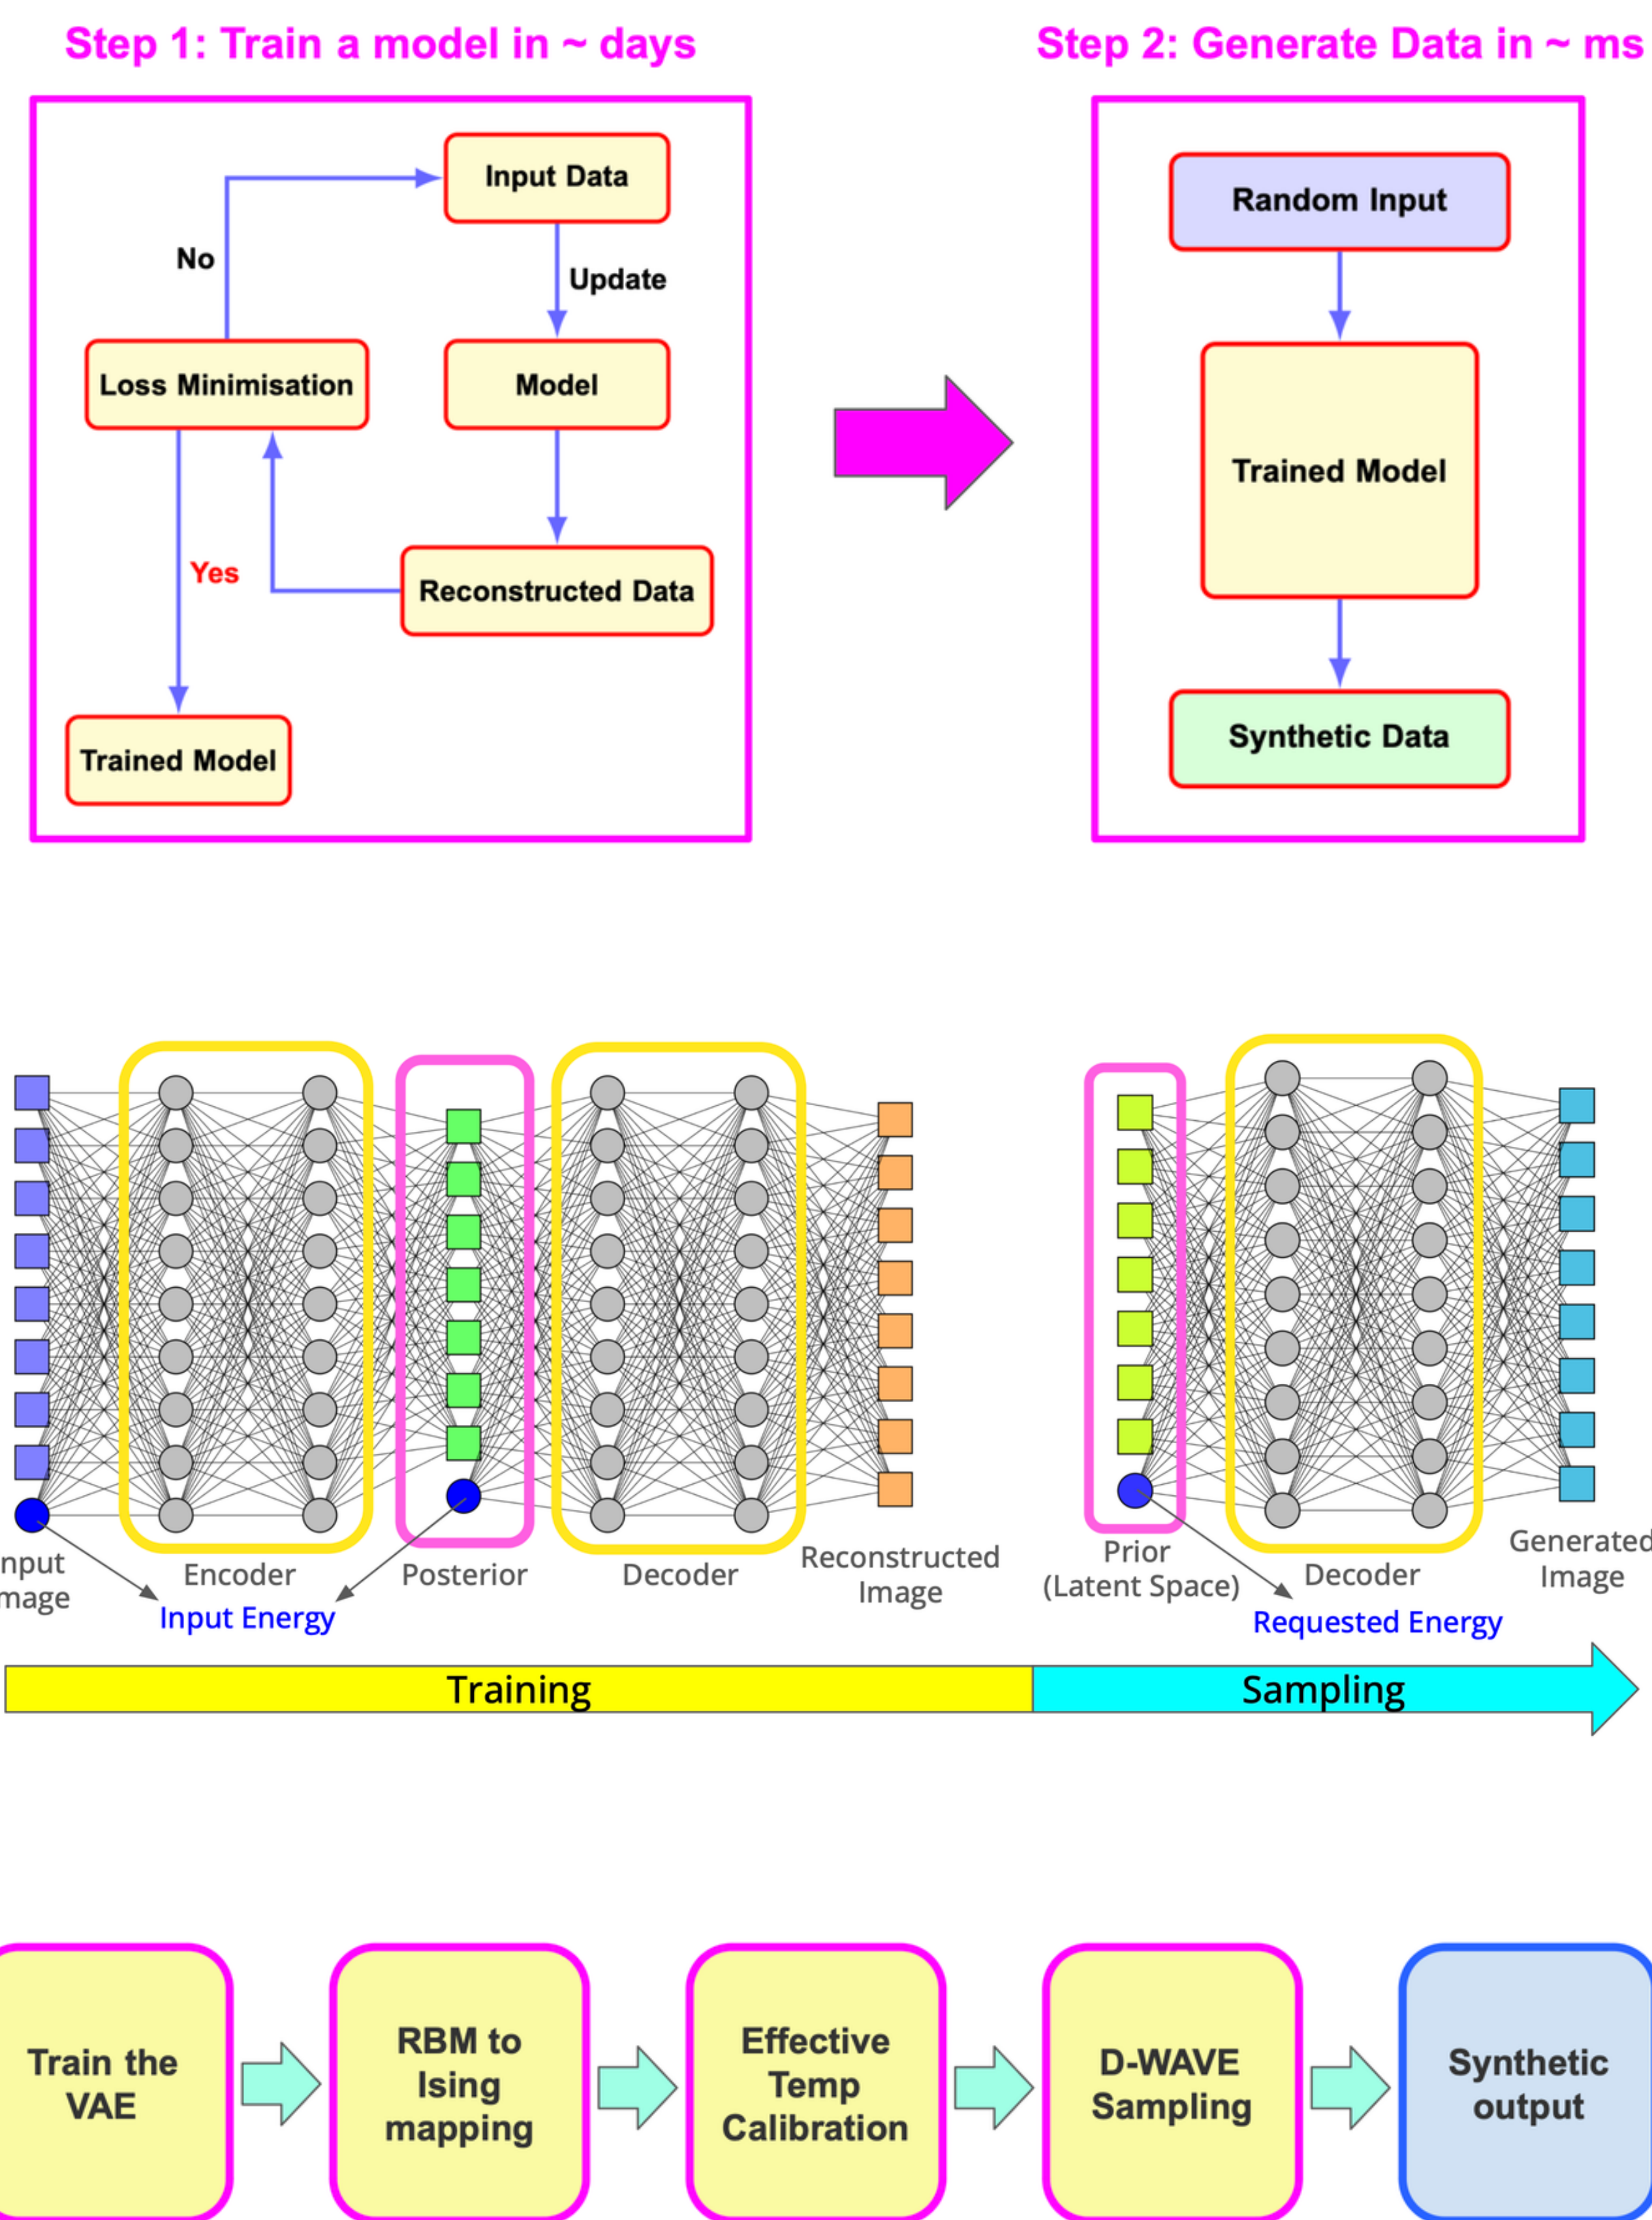 Step 1: Train a model in ~ days
Step 2: Generate Data in ~ ms
Input Data
No
Update
Loss Minimisation
Model
Yes
Reconstructed Data
Trained Model
Random Input
Trained Model
Synthetic Data
nput
mage
Encoder
Input Energy
Posterior
Decoder
Reconstructed
Image
Prior
(Latent Space)
Decoder
Requested Energy
Generated
Image
Training
Sampling
Train the
VAE
RBM to
Ising
mapping
Effective
Temp
Calibration
D-WAVE
Sampling
Synthetic
output